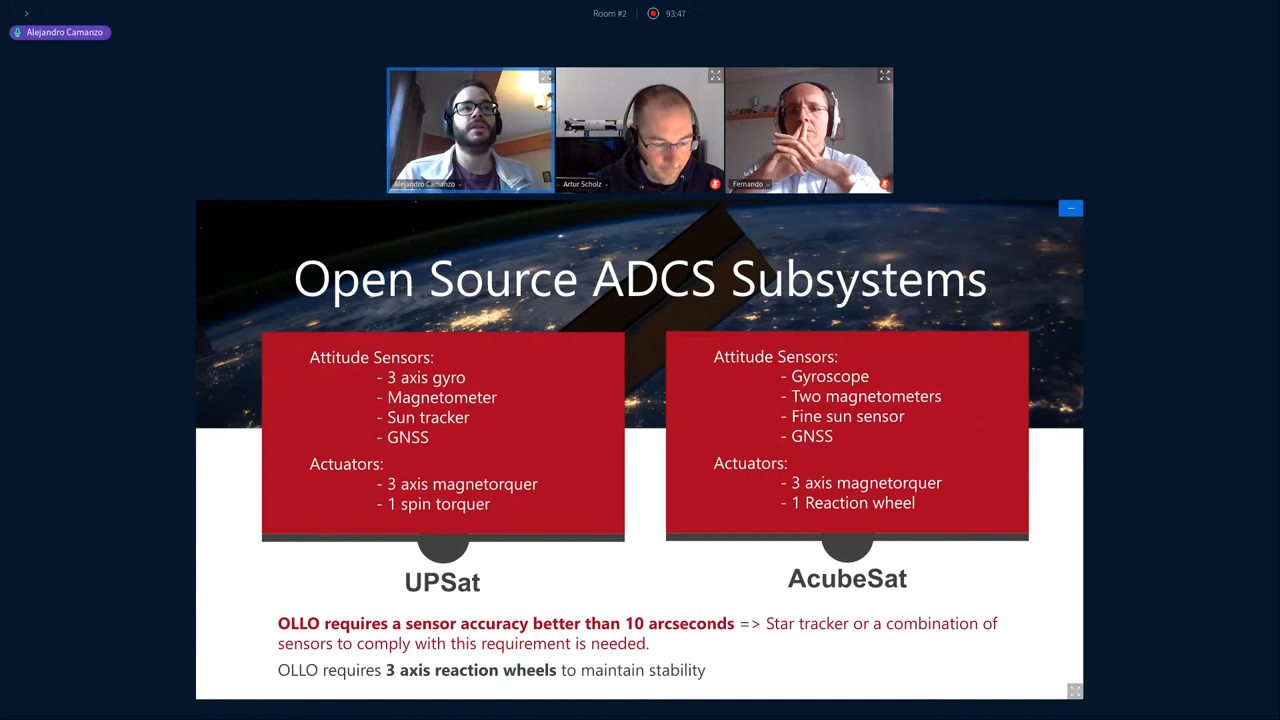 Room #2
93:47
Alejandro Camanzo
Alejandro Camanzo
Artur Scholz
Fernando
Open Source ADCS Subsystems
Attitude Sensors:
- 3 axis gyro
- Magnetometer
- Sun tracker
- GNSS
Actuators:
- 3 axis magnetorquer
- 1 spin torquer
UPSat
Attitude Sensors:
- Gyroscope
- Two magnetometers
- Fine sun sensor
- GNSS
Actuators:
- 3 axis magnetorquer
- 1 Reaction wheel
AcubeSat
OLLO requires a sensor accuracy better than 10 arcseconds => Star tracker or a combination of
sensors to comply with this requirement is needed.
OLLO requires 3 axis reaction wheels to maintain stability